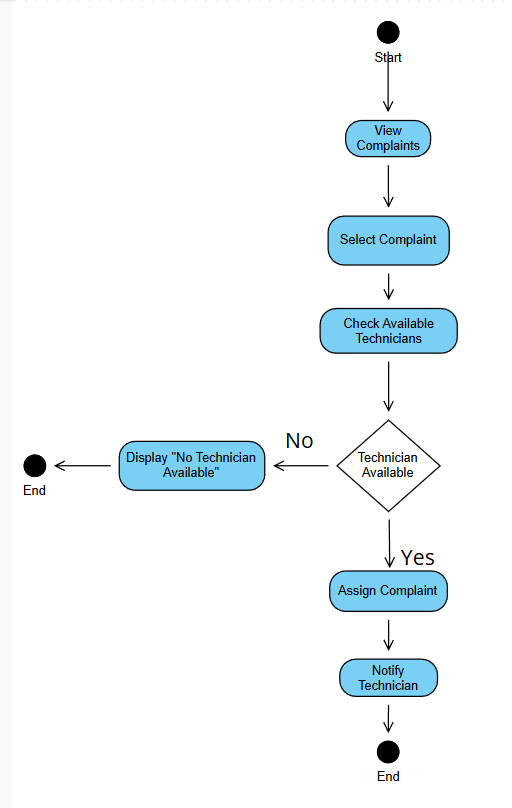 Start
View
Complaints
Select Complaint
Check Available
Technicians
Technician
Available
No
Display "No Technician
Available"
End
Yes
Assign Complaint
Notify
Technician
End